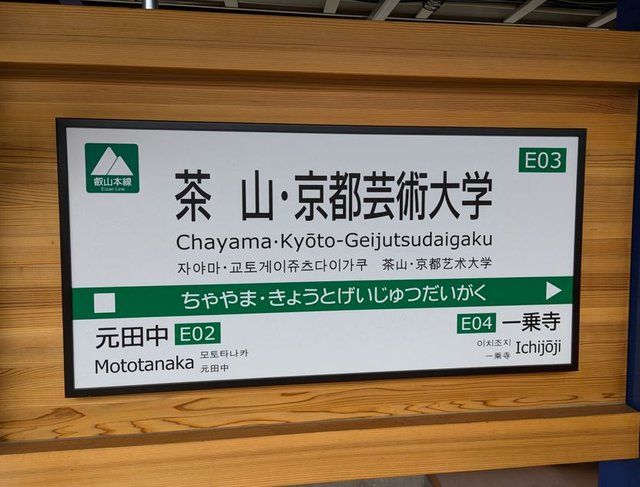 叡山本線
Eizan Line
E03
茶 山・京都芸術大学
Chayama・Kyōto-Geijutsudaigaku
자야마・교토게이쥬츠다이가쿠 茶山・京都艺术大学
ちゃやま・きょうとげいじゅつだいがく
元田中 E02
Mototanaka
모토타나카
元田中
E04 一乗寺
이치조지
一乗寺
Ichijōji